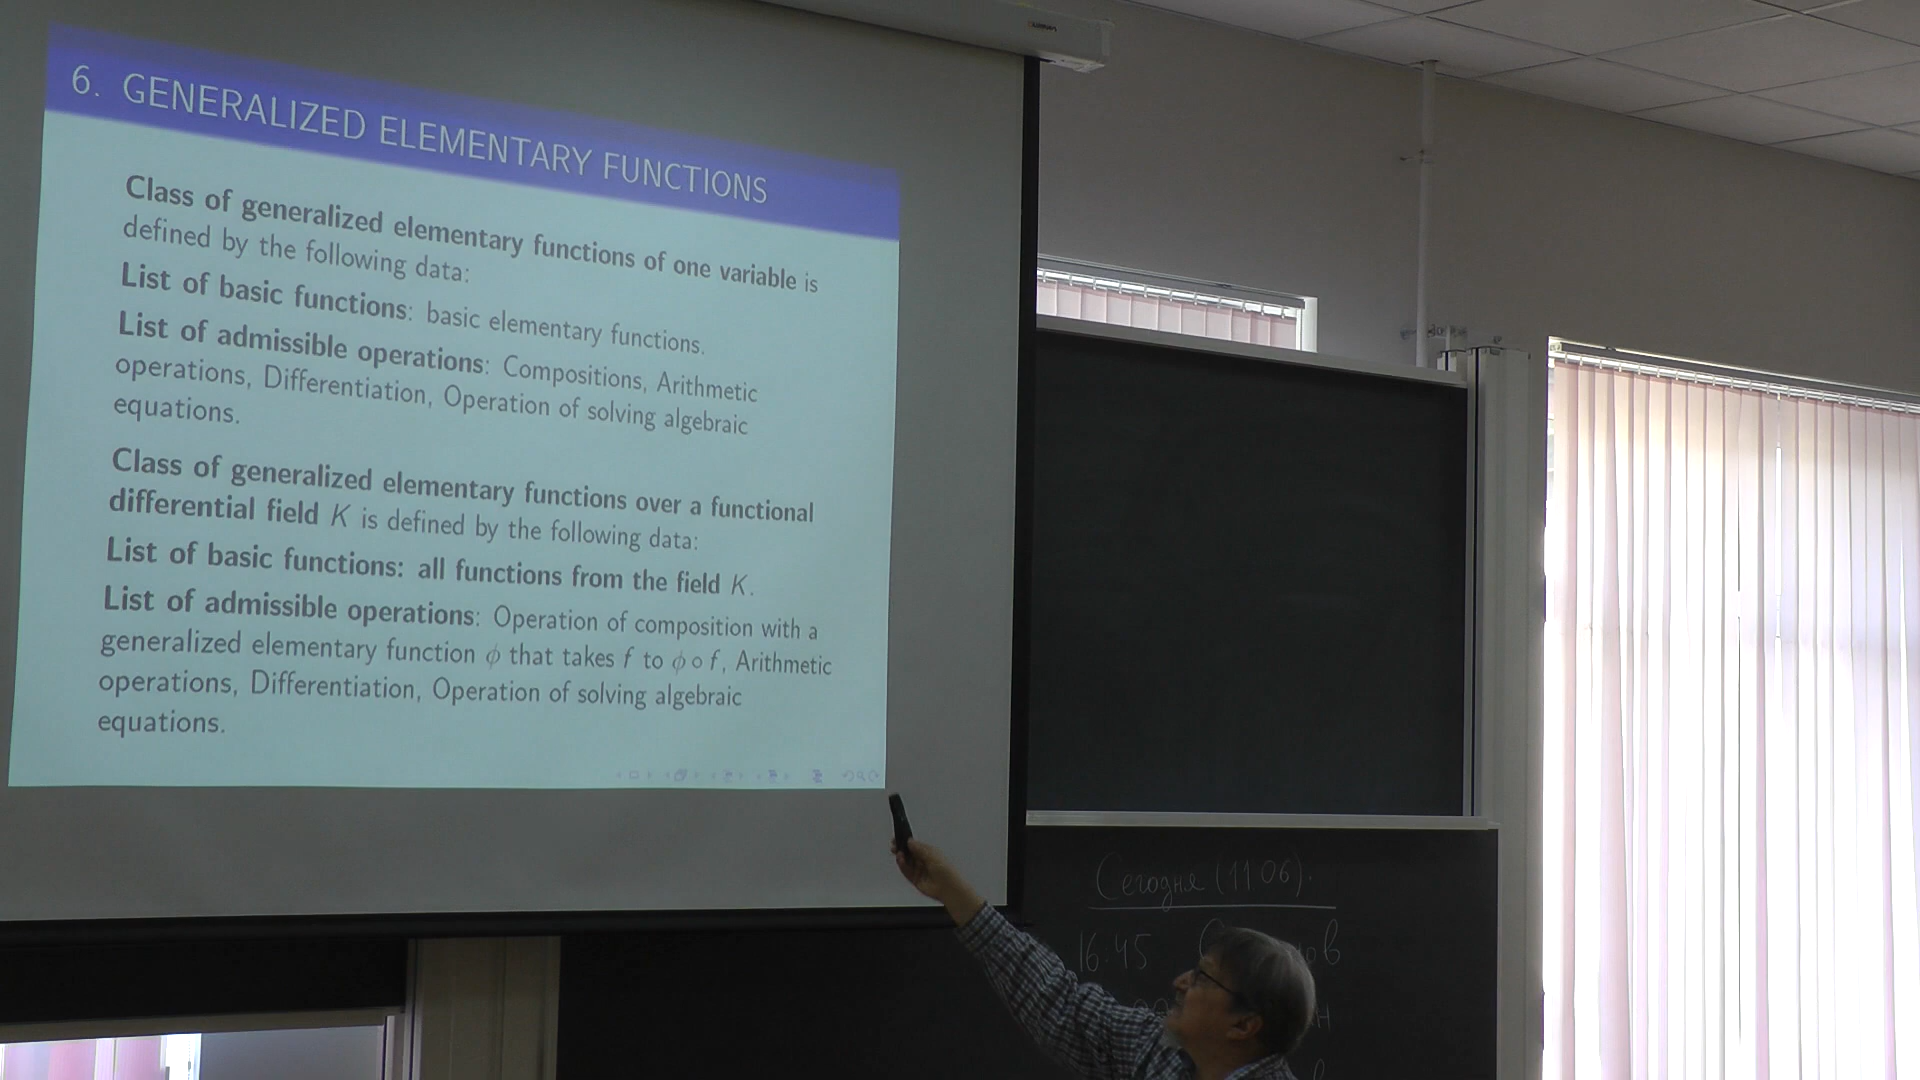 6. GENERALIZED ELEMENTARY FUNCTIONS
Class of generalized elementary functions of one variable is
defined by the following data:
List of basic functions: basic elementary functions.
List of admissible operations: Compositions, Arithmetic
operations, Differentiation, Operation of solving algebraic
equations.
Class of generalized elementary functions over a functional
differential field K is defined by the following data:
List of basic functions: all functions from the field K.
List of admissible operations: Operation of composition with a
generalized elementary function ϕ that takes f to ϕ ∘ f, Arithmetic
operations, Differentiation, Operation of solving algebraic
equations.
Сегодня (11 06).
16:45